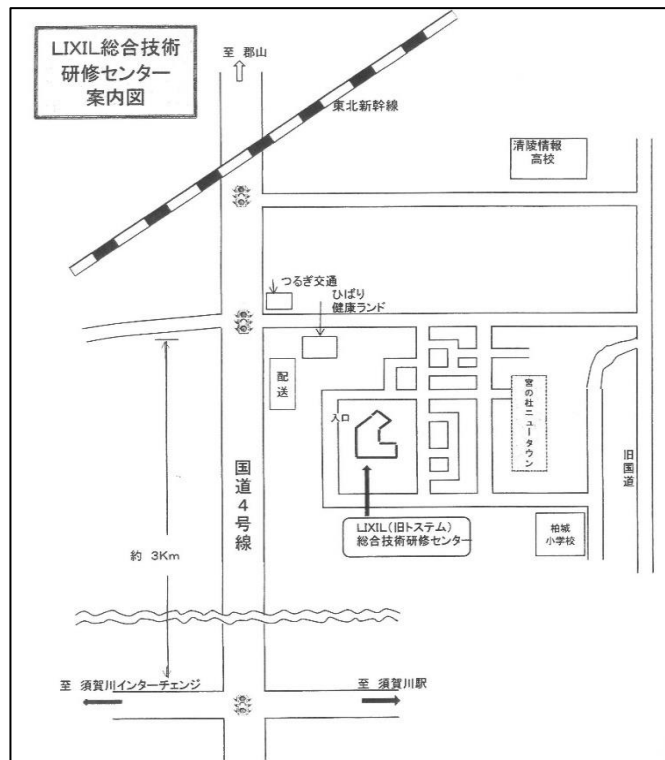 LIXIL総合技術
研修センター
案内図
至 郡山
東北新幹線
清陵情報
高校
つるぎ交通
ひばり
健康ランド
配送
入口
宮の杜ニュータウン
旧国道
国道4号線
LIXIL(旧トステム)
総合技術研修センター
柏城
小学校
約 3Km
至 須賀川インターチェンジ
至 須賀川駅